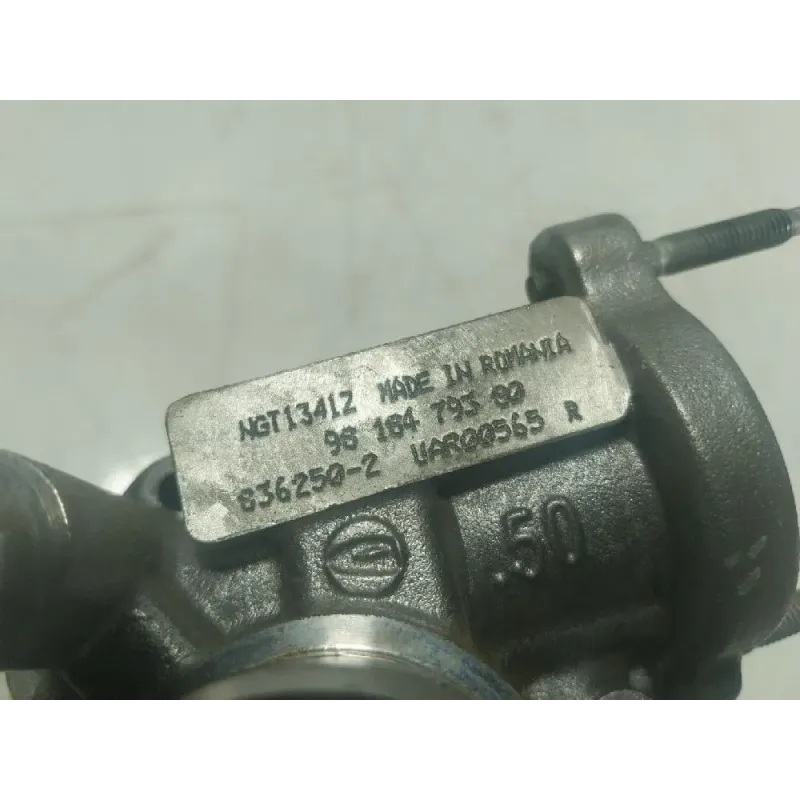 NGT1341Z MADE IN ROMANIA
98 184 793 80
836250-2 UAR00565 R
.50